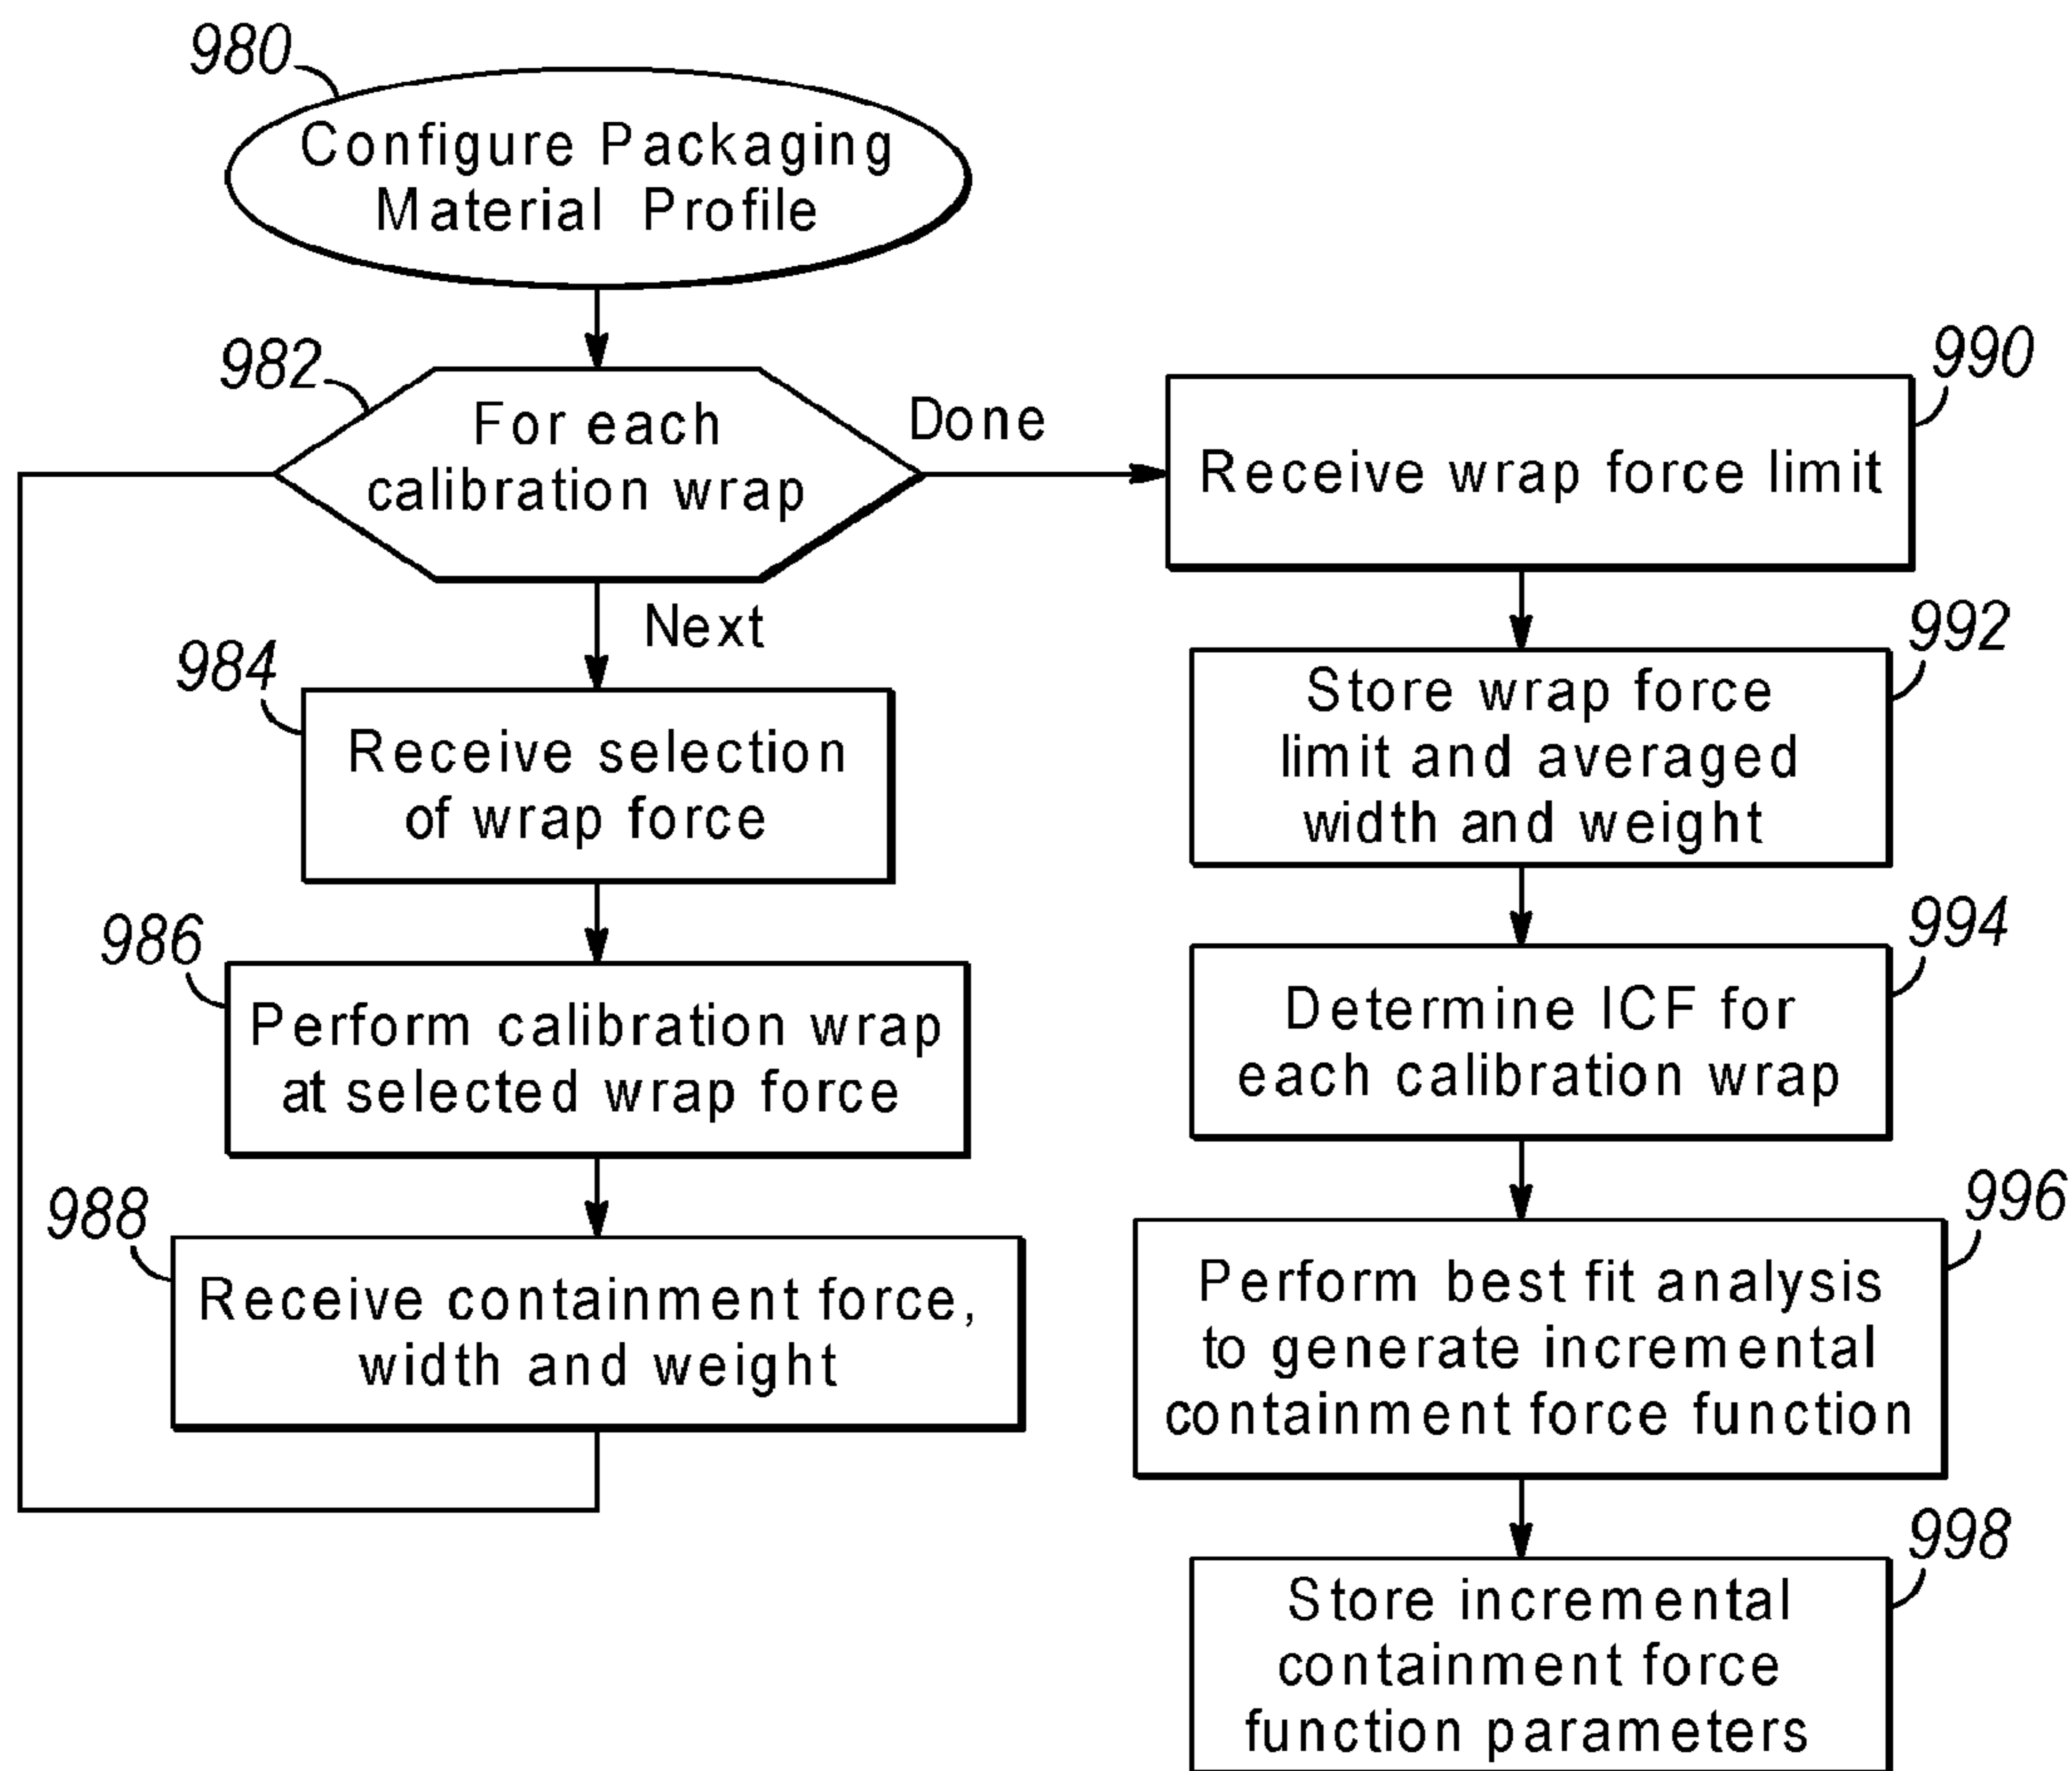 980
Configure Packaging
Material Profile
982
For each
calibration wrap
Done
Next
984
Receive selection
of wrap force
986
Perform calibration wrap
at selected wrap force
988
Receive containment force,
width and weight
990
Receive wrap force limit
992
Store wrap force
limit and averaged
width and weight
994
Determine ICF for
each calibration wrap
996
Perform best fit analysis
to generate incremental
containment force function
998
Store incremental
containment force
function parameters